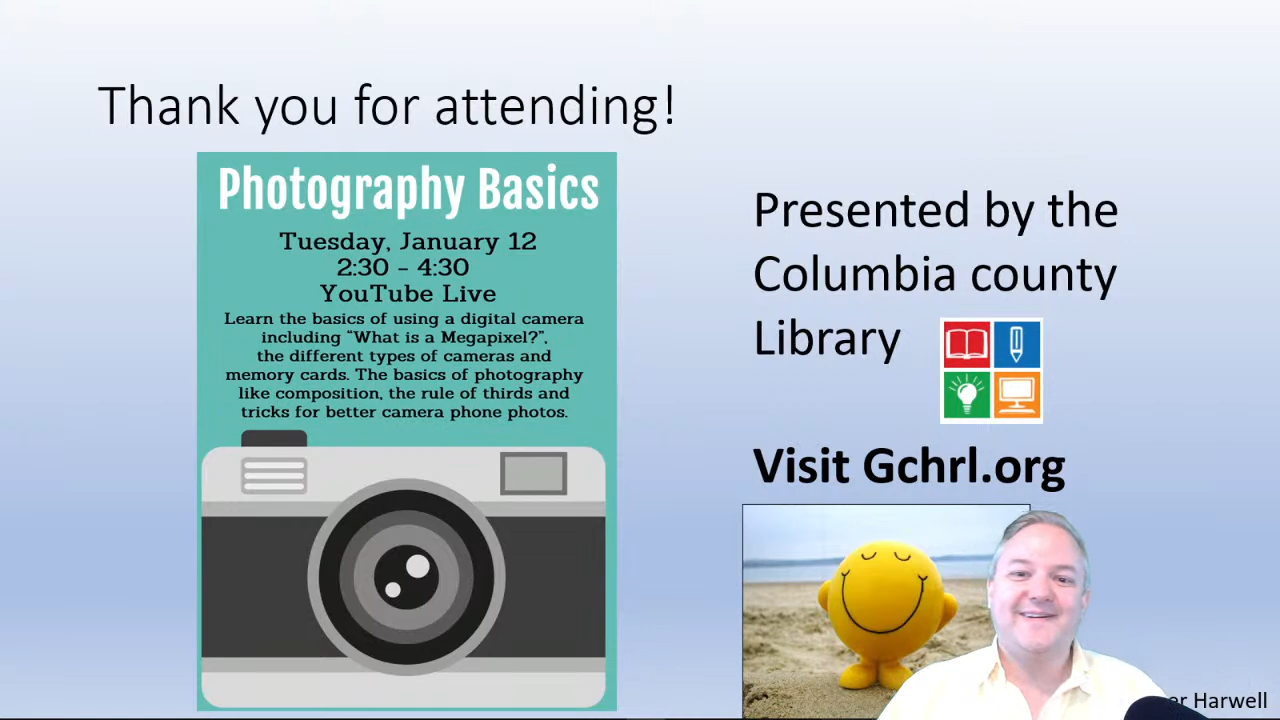 Thank you for attending!
Photography Basics
Tuesday, January 12
2:30 - 4:30
YouTube Live
Learn the basics of using a digital camera
including "What is a Megapixel?",
the different types of cameras and
memory cards. The basics of photography
like composition, the rule of thirds and
tricks for better camera phone photos.
Presented by the
Columbia county
Library
Visit Gchrl.org
Harwell